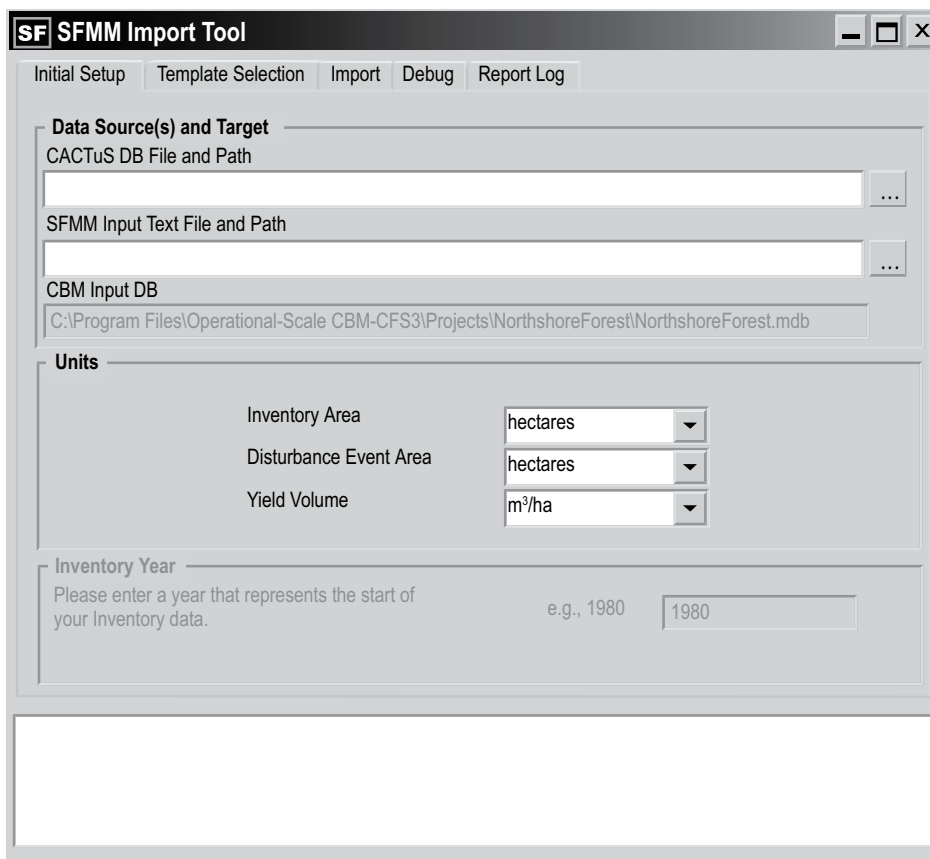 SF SFMM Import Tool
Initial Setup Template Selection Import Debug Report Log
Data Source(s) and Target
CACTuS DB File and Path
...
SFMM Input Text File and Path
...
CBM Input DB
C:\Program Files\Operational-Scale CBM-CFS3\Projects\NorthshoreForest\NorthshoreForest.mdb
Units
Inventory Area hectares
Disturbance Event Area hectares
Yield Volume m³/ha
Inventory Year
Please enter a year that represents the start of
your Inventory data.
e.g., 1980 1980